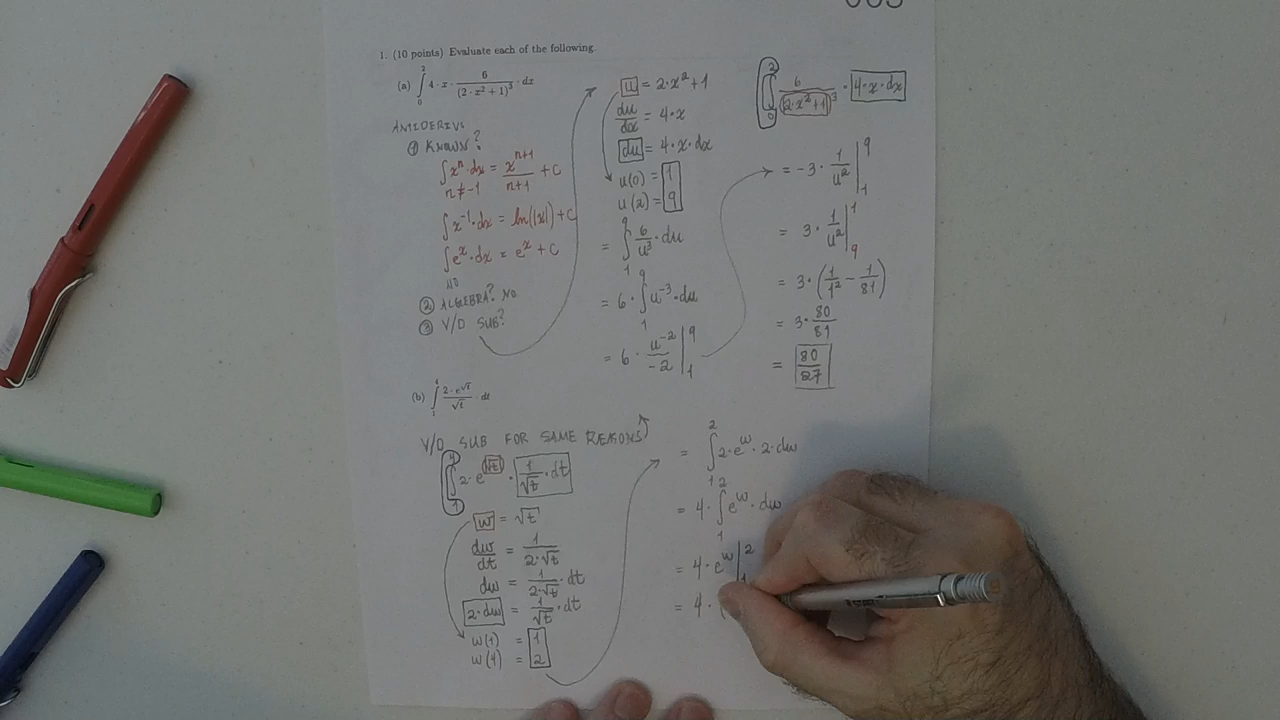 003
1. (10 points) Evaluate each of the following.
(a) ∫₀² 4·x· 6/(2·x²+1)³ · dx
ANTIDERIVS
① KNOWN?
∫xⁿ·dx = xⁿ⁺¹/(n+1) + C
n≠-1
∫x⁻¹·dx = ln(|x|)+C
∫eˣ·dx = eˣ + C
NO
② ALGEBRA? NO
③ V/D SUB?
u = 2·x²+1
du/dx = 4·x
du = 4·x·dx
u(0) = 1
u(2) = 9
= ∫₁⁹ 6/u³ · du
= 6·∫₁⁹ u⁻³·du
= 6· u⁻²/-2 |₁⁹
∫₀² 6/(2·x²+1)³ · 4·x·dx
= -3· 1/u² |₁⁹
= 3· 1/u² |₉¹
= 3·(1/1² - 1/81)
= 3· 80/81
= 80/27
(b) ∫₁⁴ 2·e^√t/√t · dt
V/D SUB FOR SAME REASONS
∫₁⁴ 2·e^√t · 1/√t · dt
w = √t
dw/dt = 1/(2·√t)
dw = 1/(2·√t) · dt
2·dw = 1/√t · dt
w(1) = 1
w(4) = 2
= ∫₁² 2·e^w · 2·dw
= 4·∫₁² e^w · dw
= 4·e^w |₁²
= 4·(